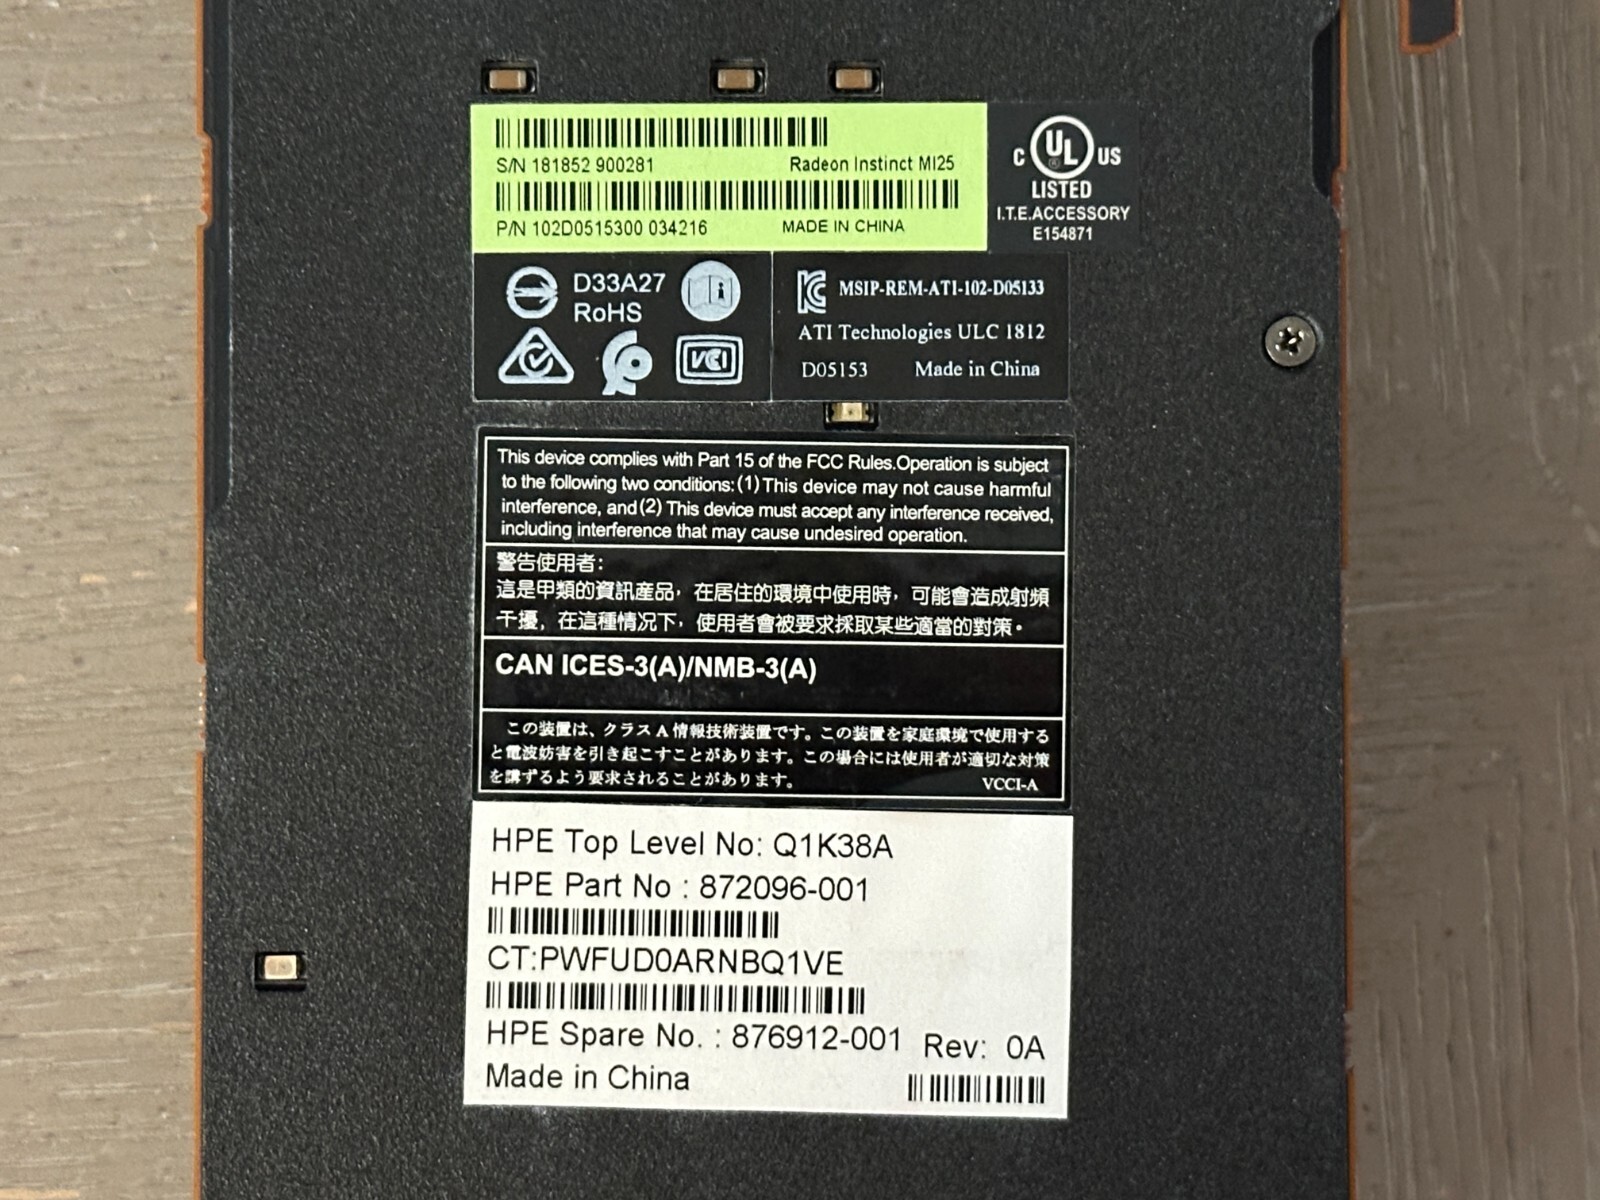 S/N 181852 900281 Radeon Instinct MI25
P/N 102D0515300 034216 MADE IN CHINA
C UL US
LISTED
I.T.E.ACCESSORY
E154871
D33A27
RoHS
VCI
MSIP-REM-ATI-102-D05133
ATI Technologies ULC 1812
D05153 Made in China
This device complies with Part 15 of the FCC Rules.Operation is subject
to the following two conditions:(1) This device may not cause harmful
interference, and(2) This device must accept any interference received,
including interference that may cause undesired operation.
警告使用者:
這是甲類的資訊産品，在居住的環境中使用時，可能會造成射頻
干擾，在這種情况下，使用者會被要求採取某些適當的對策。
CAN ICES-3(A)/NMB-3(A)
この装置は、クラス A 情報技術装置です。この装置を家庭環境で使用する
と電波妨害を引き起こすことがあります。この場合には使用者が適切な対策
を講ずるよう要求されることがあります。 VCCI-A
HPE Top Level No: Q1K38A
HPE Part No : 872096-001
CT:PWFUD0ARNBQ1VE
HPE Spare No. : 876912-001 Rev: 0A
Made in China